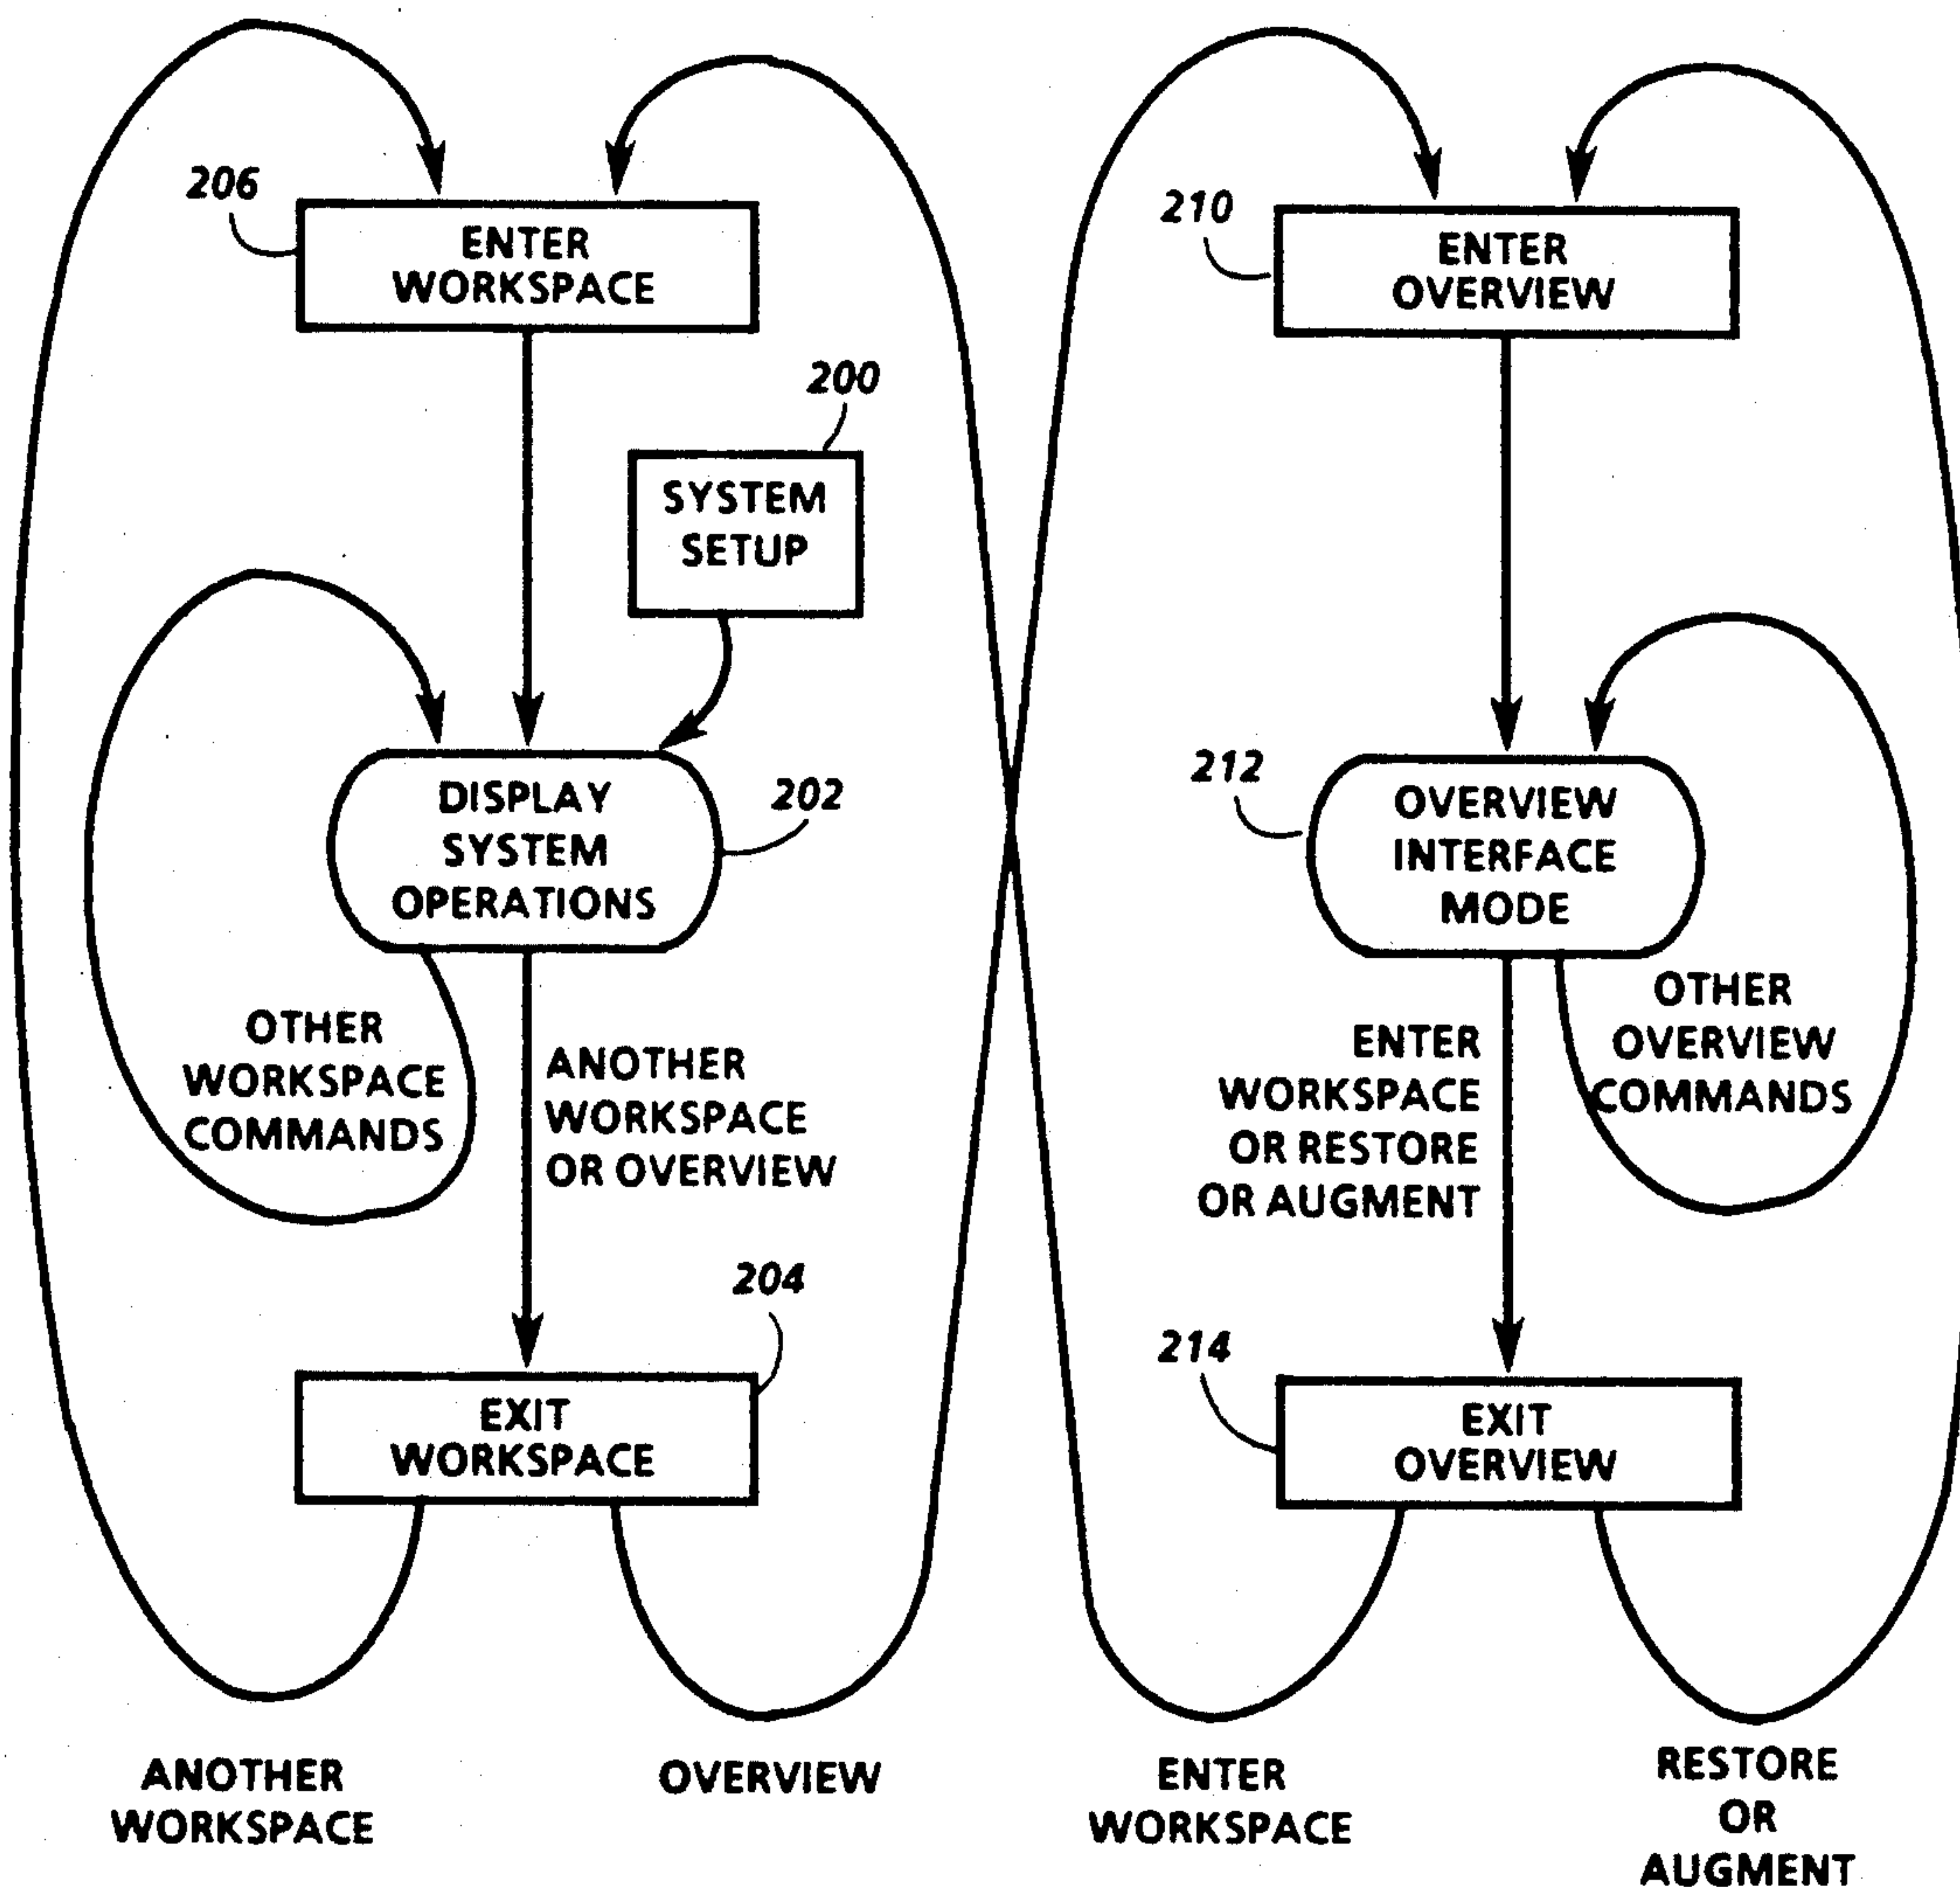 206
ENTER
WORKSPACE
200
SYSTEM
SETUP
DISPLAY
SYSTEM
OPERATIONS
202
OTHER
WORKSPACE
COMMANDS
ANOTHER
WORKSPACE
OR OVERVIEW
204
EXIT
WORKSPACE
ANOTHER
WORKSPACE
OVERVIEW
210
ENTER
OVERVIEW
212
OVERVIEW
INTERFACE
MODE
OTHER
OVERVIEW
COMMANDS
ENTER
WORKSPACE
OR RESTORE
OR AUGMENT
214
EXIT
OVERVIEW
ENTER
WORKSPACE
RESTORE
OR
AUGMENT